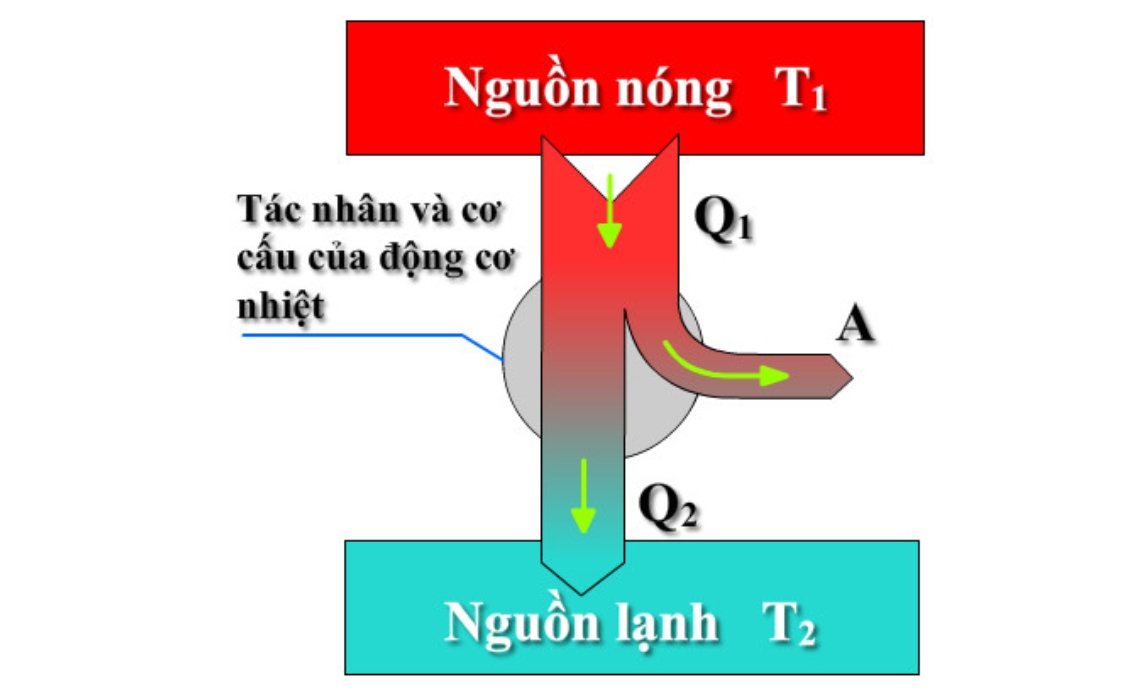 Nguồn nóng T₁
Tác nhân và cơ
cấu của động cơ
nhiệt
Q₁
A
Q₂
Nguồn lạnh T₂